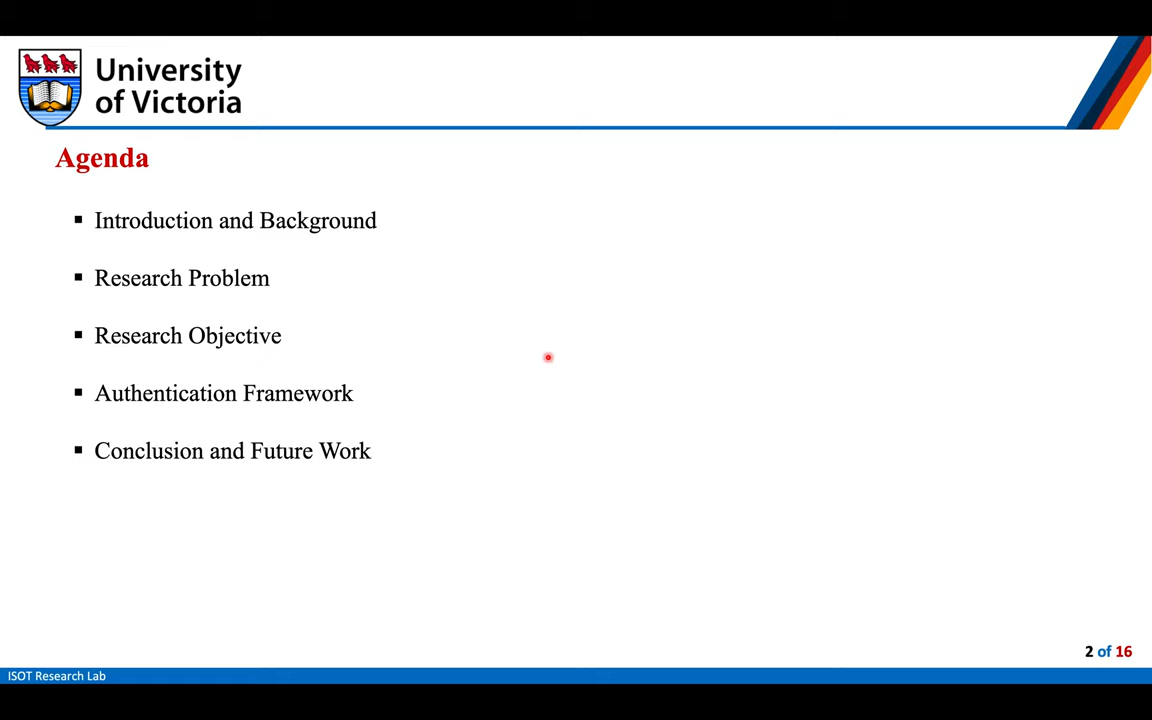 University
of Victoria
Agenda
▪ Introduction and Background
▪ Research Problem
▪ Research Objective
▪ Authentication Framework
▪ Conclusion and Future Work
2 of 16
ISOT Research Lab